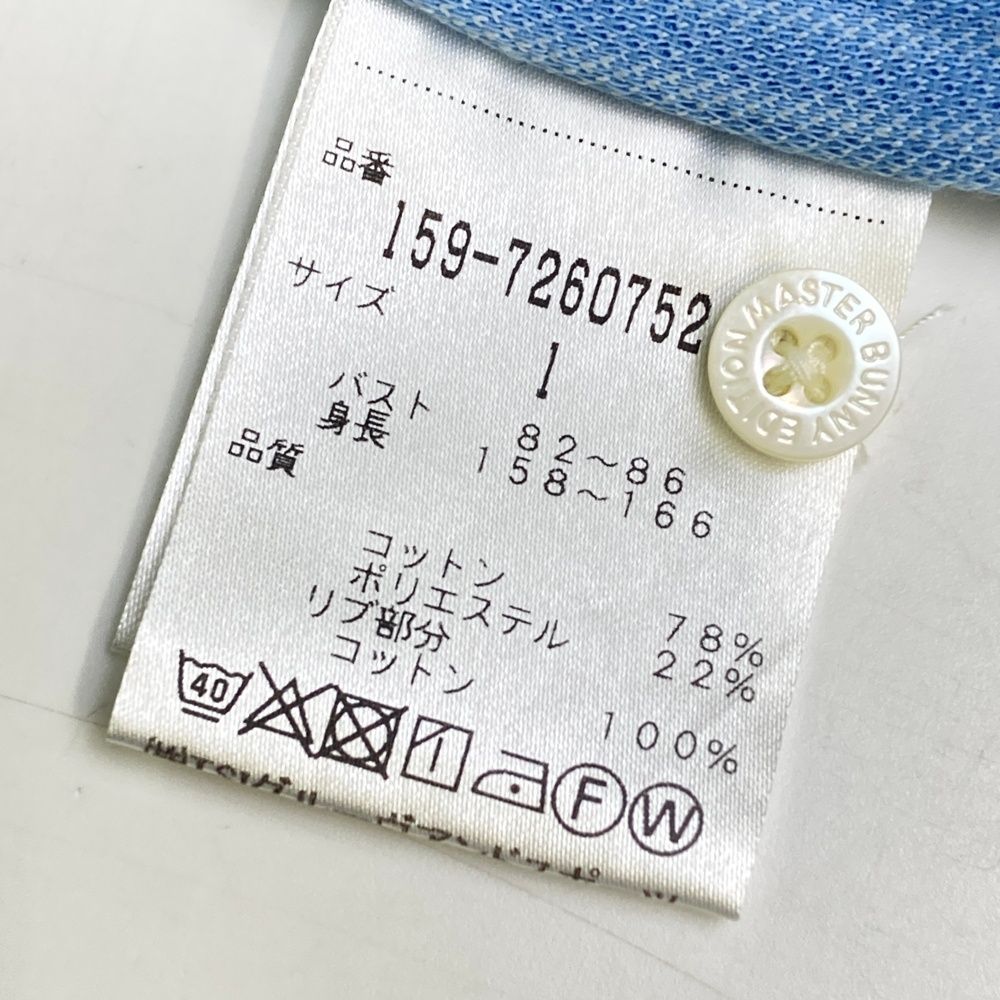 品番
159-7260752
サイズ
1
バスト 82~86
身長 158~166
品質
コットン 78%
ポリエステル 22%
リブ部分
コットン 100%
40
F W
MASTER BUNNY EDITION